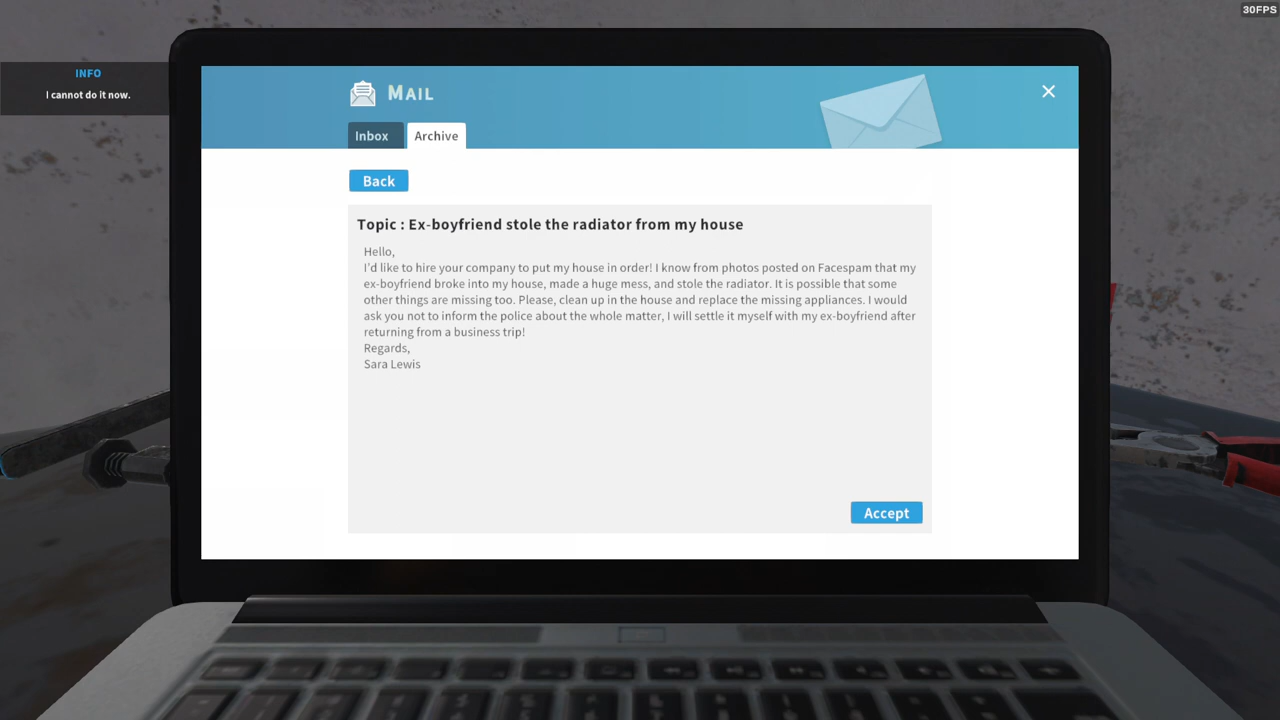 30FPS
INFO
I cannot do it now.
MAIL
Inbox
Archive
Back
Topic : Ex-boyfriend stole the radiator from my house
Hello,
I'd like to hire your company to put my house in order! I know from photos posted on Facespam that my
ex-boyfriend broke into my house, made a huge mess, and stole the radiator. It is possible that some
other things are missing too. Please, clean up in the house and replace the missing appliances. I would
ask you not to inform the police about the whole matter, I will settle it myself with my ex-boyfriend after
returning from a business trip!
Regards,
Sara Lewis
Accept